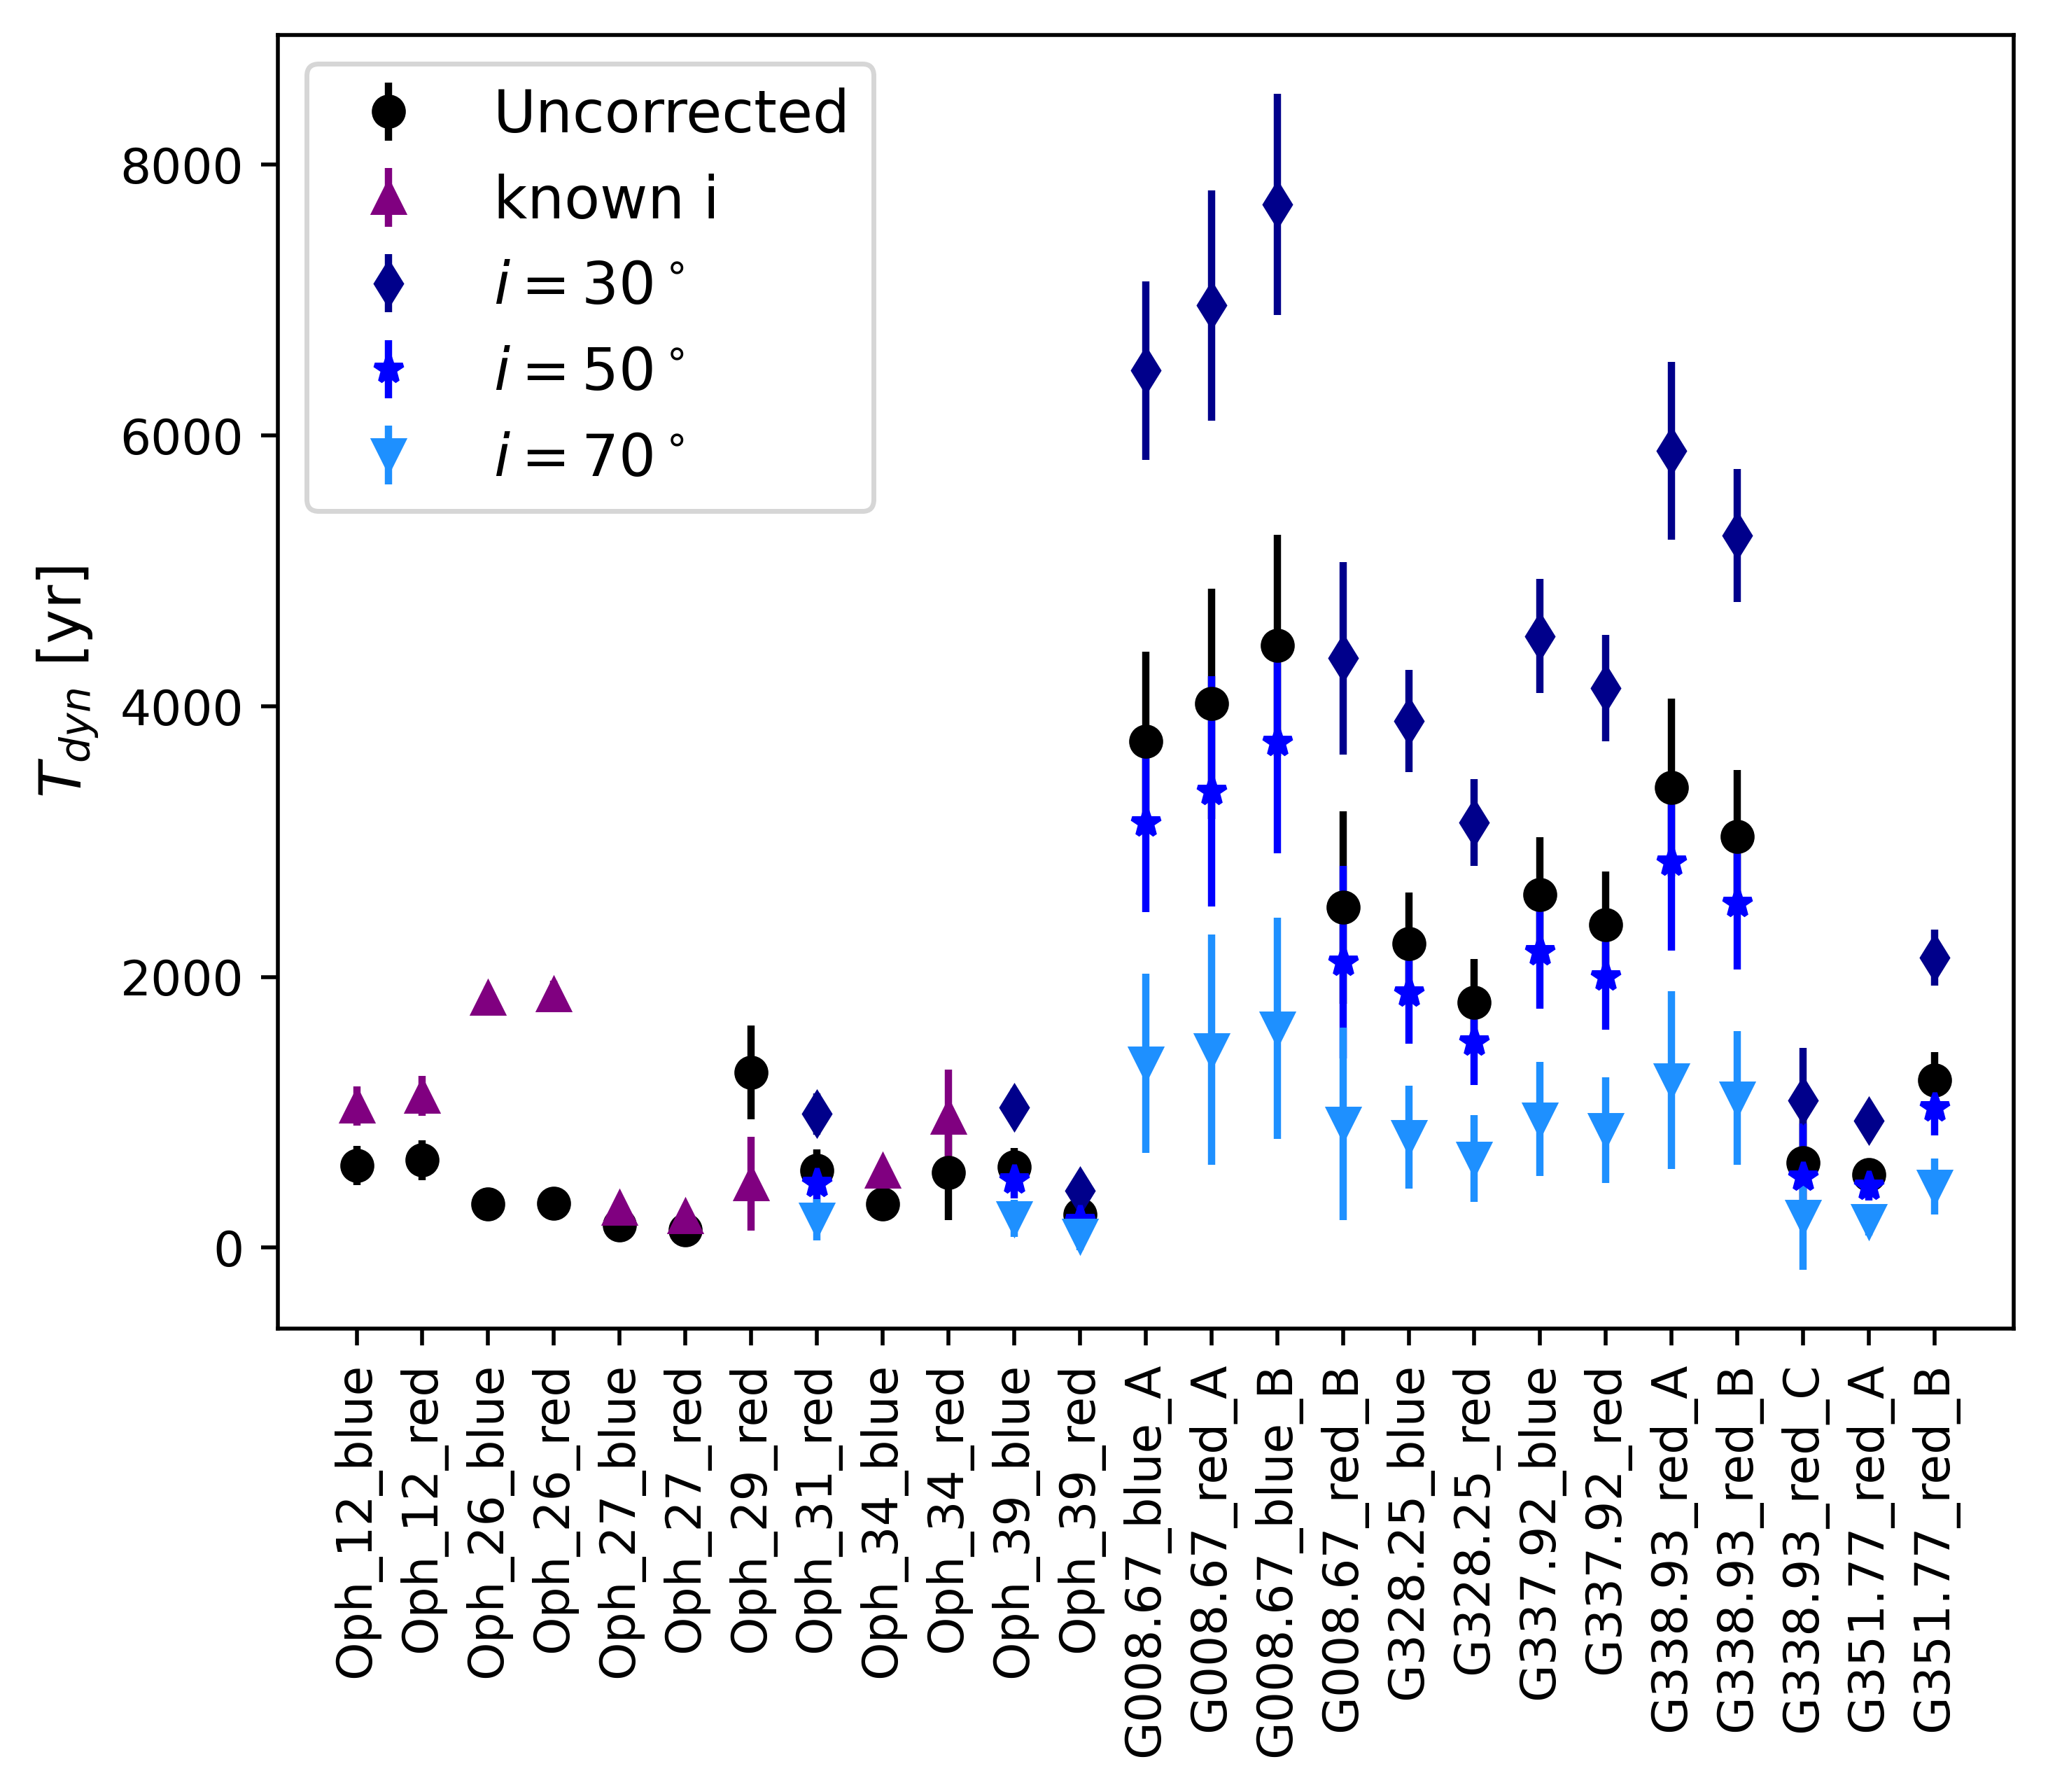 Uncorrected
known i
i = 30°
i = 50°
i = 70°
8000
6000
4000
2000
0
T_dyn [yr]
Oph_12_blue
Oph_12_red
Oph_26_blue
Oph_26_red
Oph_27_blue
Oph_27_red
Oph_29_red
Oph_31_red
Oph_34_blue
Oph_34_red
Oph_39_blue
Oph_39_red
G008.67_blue_A
G008.67_red_A
G008.67_blue_B
G008.67_red_B
G328.25_blue
G328.25_red
G337.92_blue
G337.92_red
G338.93_red_A
G338.93_red_B
G338.93_red_C
G351.77_red_A
G351.77_red_B